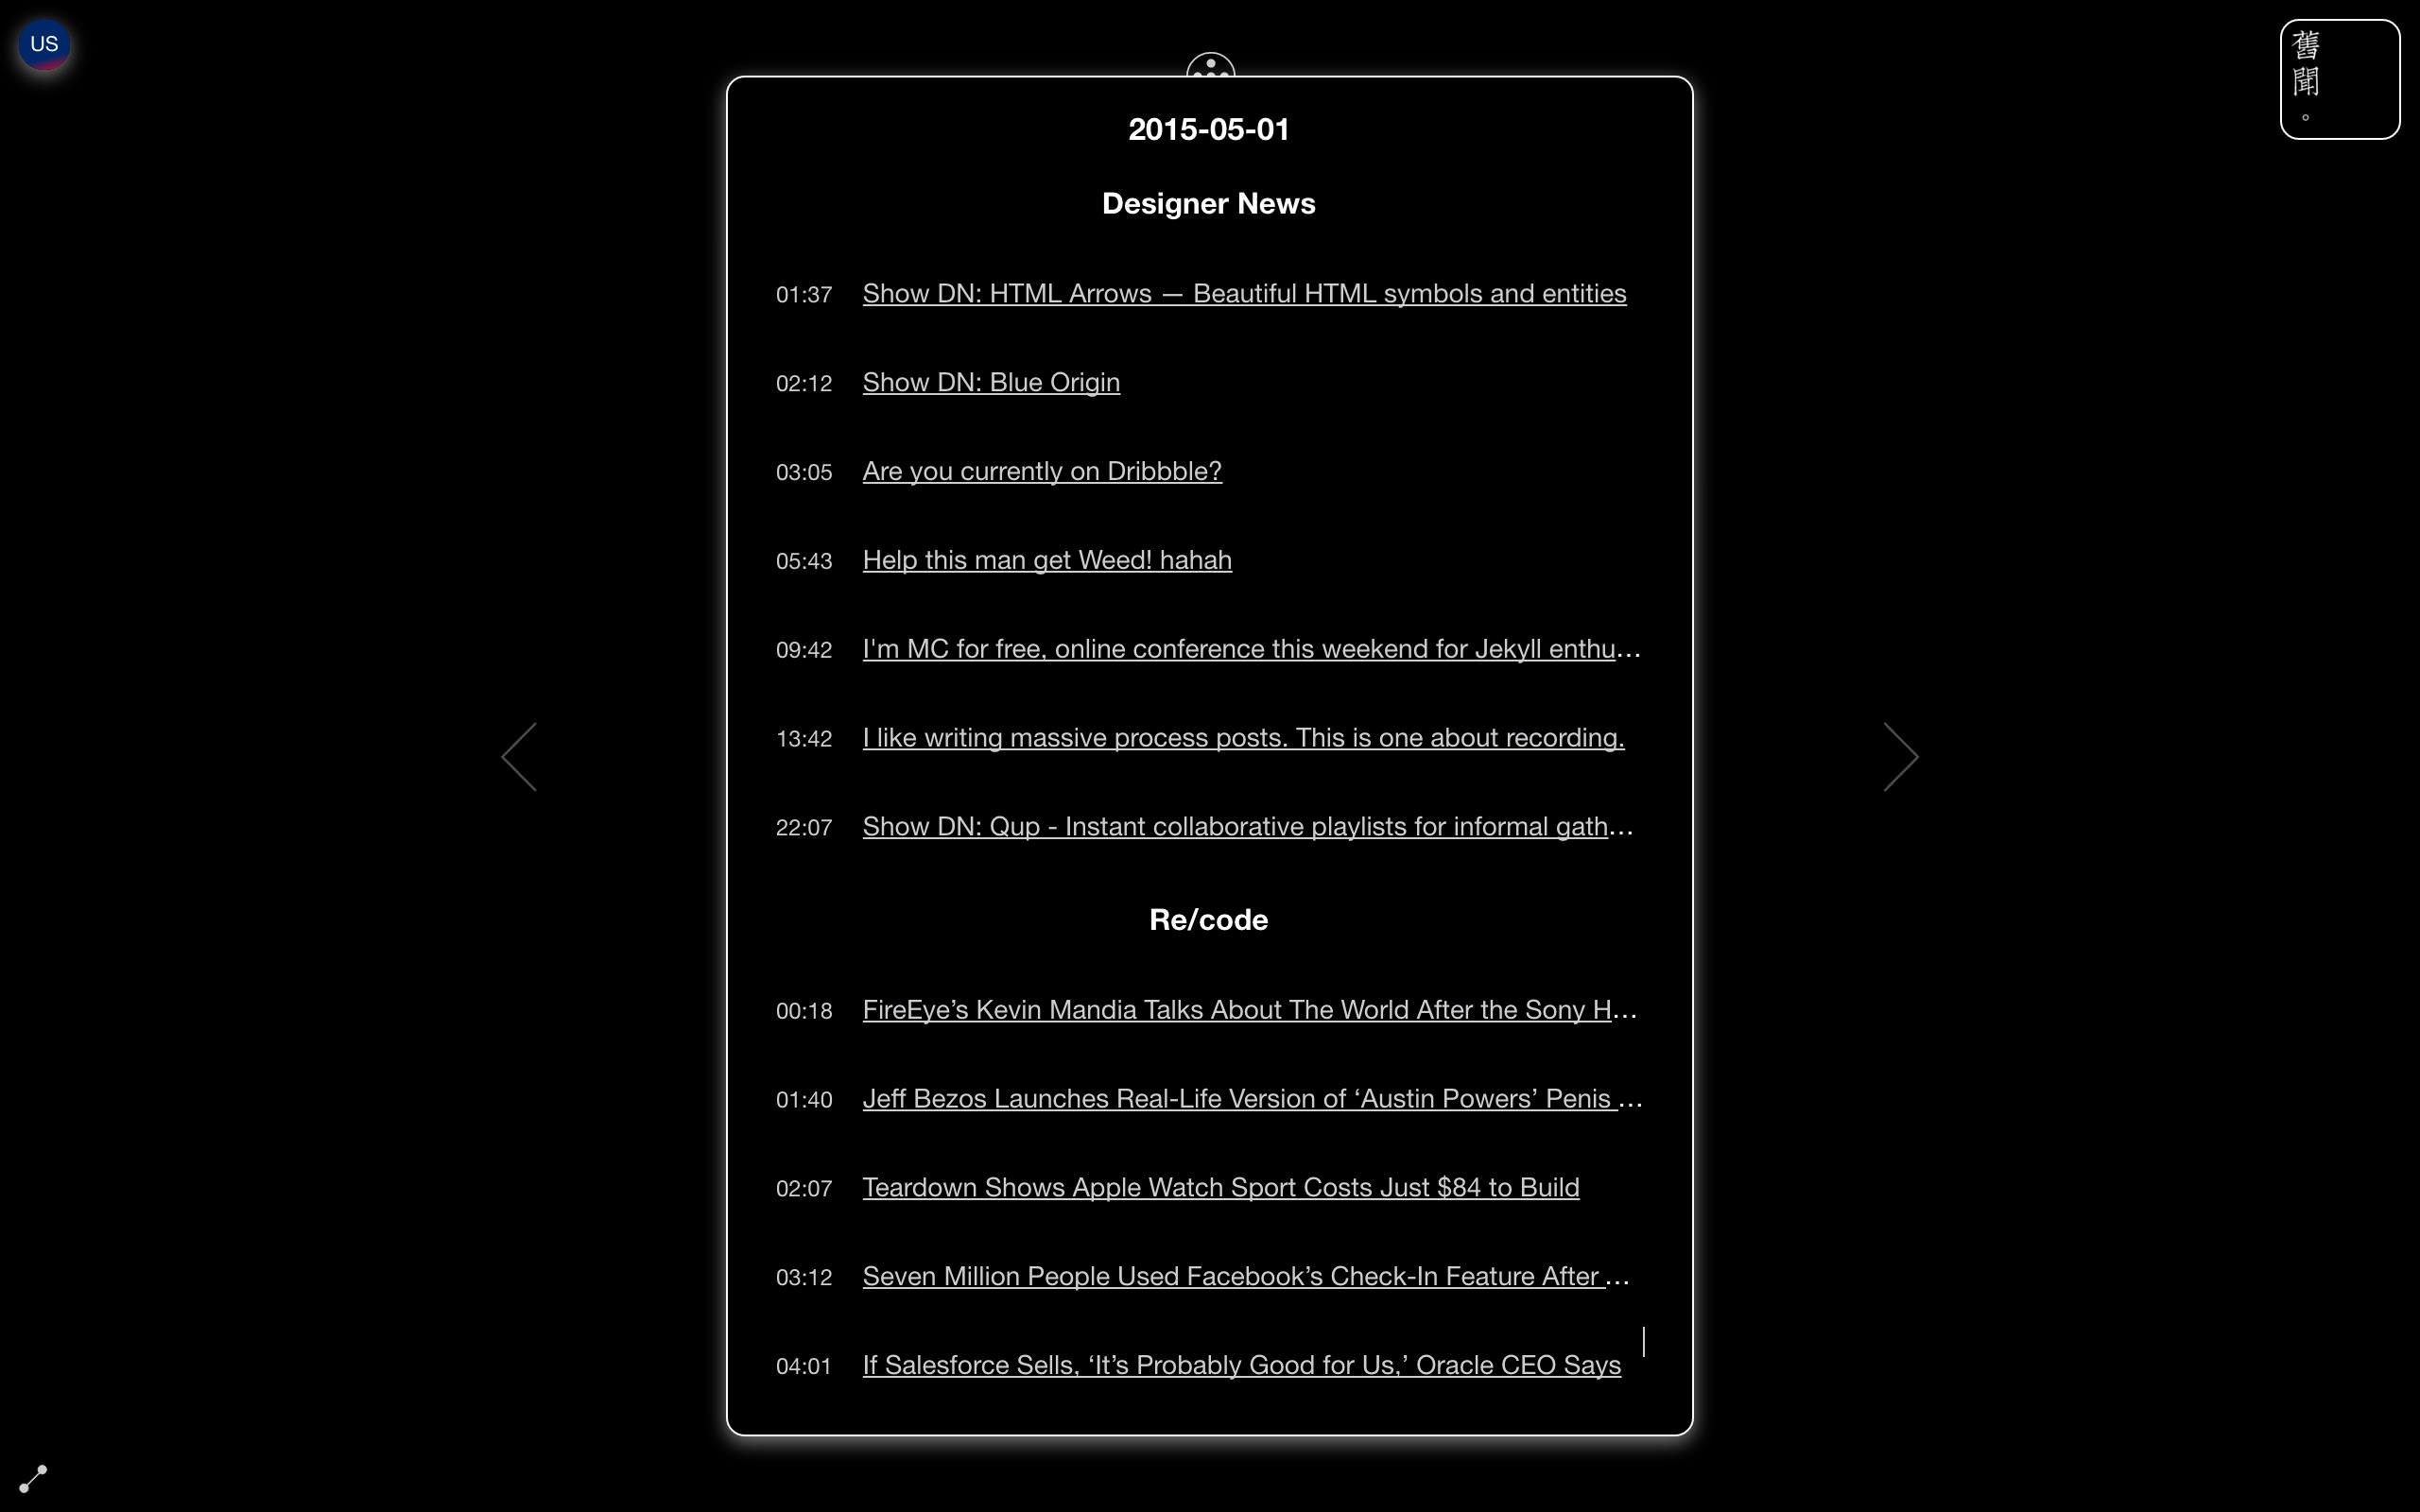 US
舊聞。
2015-05-01
Designer News
01:37 Show DN: HTML Arrows — Beautiful HTML symbols and entities
02:12 Show DN: Blue Origin
03:05 Are you currently on Dribbble?
05:43 Help this man get Weed! hahah
09:42 I'm MC for free, online conference this weekend for Jekyll enthu…
13:42 I like writing massive process posts. This is one about recording.
22:07 Show DN: Qup - Instant collaborative playlists for informal gath…
Re/code
00:18 FireEye’s Kevin Mandia Talks About The World After the Sony H…
01:40 Jeff Bezos Launches Real-Life Version of ‘Austin Powers’ Penis …
02:07 Teardown Shows Apple Watch Sport Costs Just $84 to Build
03:12 Seven Million People Used Facebook’s Check-In Feature After …
04:01 If Salesforce Sells, ‘It’s Probably Good for Us,’ Oracle CEO Says